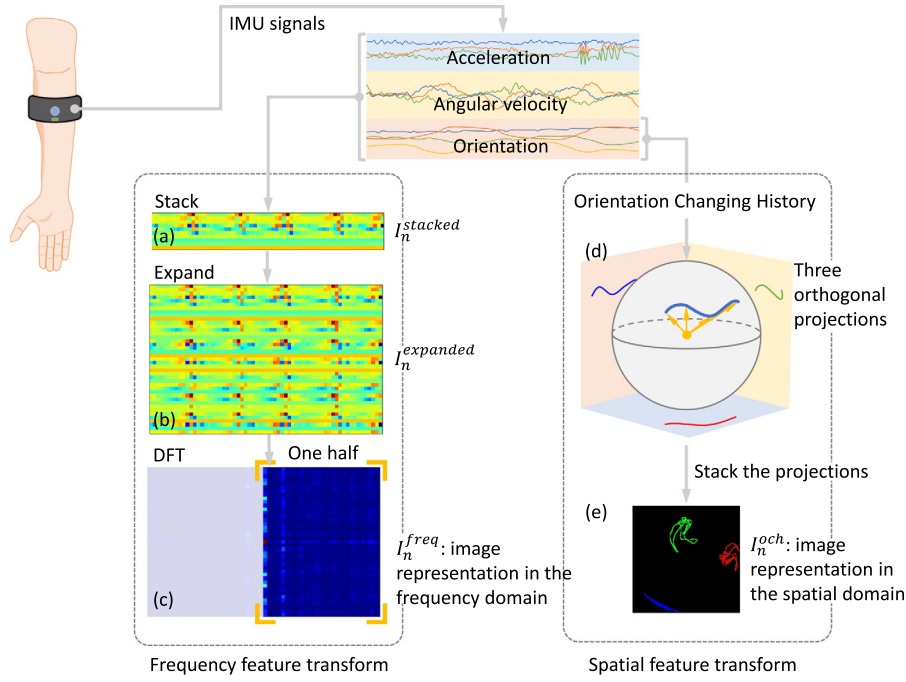 IMU signals
Acceleration
Angular velocity
Orientation
Stack
(a)
I_n^{stacked}
Expand
(b)
I_n^{expanded}
DFT
One half
(c)
I_n^{freq}: image
representation in the
frequency domain
Frequency feature transform
Orientation Changing History
(d)
Three
orthogonal
projections
Stack the projections
(e)
I_n^{och}: image
representation in
the spatial domain
Spatial feature transform